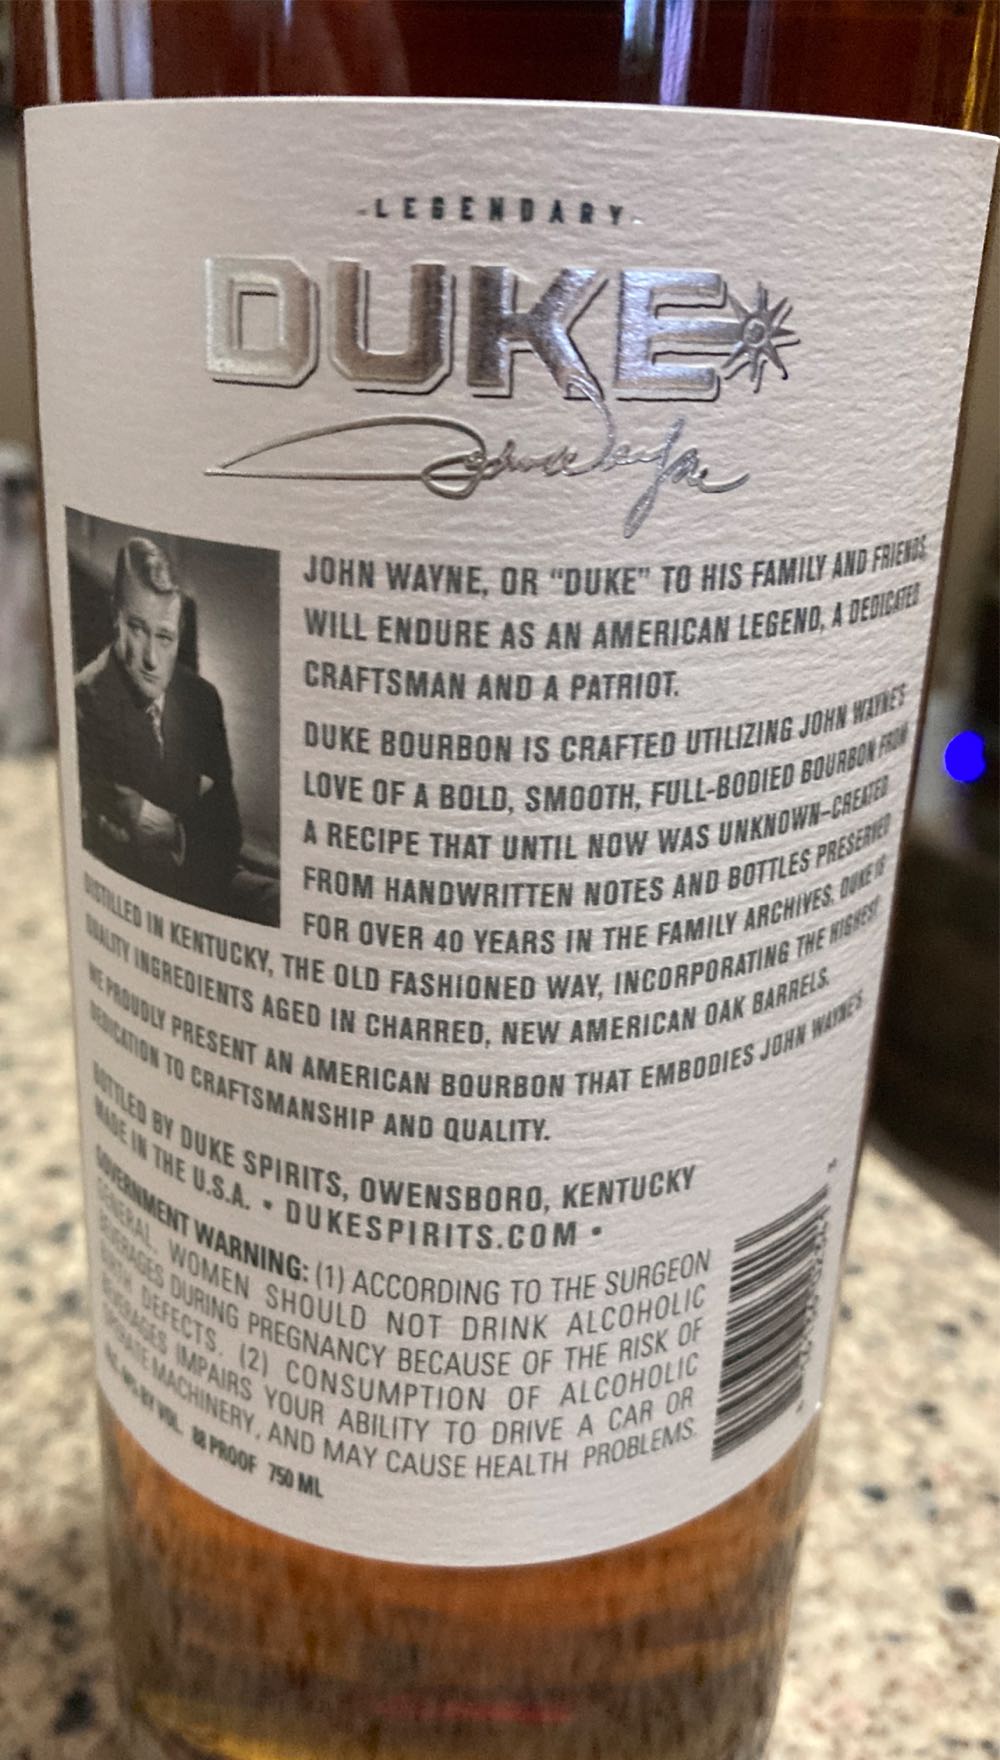 -LEGENDARY-
DUKE
John Wayne
JOHN WAYNE, OR "DUKE" TO HIS FAMILY AND FRIENDS,
WILL ENDURE AS AN AMERICAN LEGEND, A DEDICATED
CRAFTSMAN AND A PATRIOT.
DUKE BOURBON IS CRAFTED UTILIZING JOHN WAYNE'S
LOVE OF A BOLD, SMOOTH, FULL-BODIED BOURBON FROM
A RECIPE THAT UNTIL NOW WAS UNKNOWN–CREATED
FROM HANDWRITTEN NOTES AND BOTTLES PRESERVED
FOR OVER 40 YEARS IN THE FAMILY ARCHIVES. DUKE IS
DISTILLED IN KENTUCKY, THE OLD FASHIONED WAY, INCORPORATING THE HIGHEST
QUALITY INGREDIENTS AGED IN CHARRED, NEW AMERICAN OAK BARRELS.
WE PROUDLY PRESENT AN AMERICAN BOURBON THAT EMBODIES JOHN WAYNE'S
DEDICATION TO CRAFTSMANSHIP AND QUALITY.
BOTTLED BY DUKE SPIRITS, OWENSBORO, KENTUCKY
MADE IN THE U.S.A. • DUKESPIRITS.COM •
GOVERNMENT WARNING: (1) ACCORDING TO THE SURGEON
GENERAL, WOMEN SHOULD NOT DRINK ALCOHOLIC
BEVERAGES DURING PREGNANCY BECAUSE OF THE RISK OF
BIRTH DEFECTS. (2) CONSUMPTION OF ALCOHOLIC
BEVERAGES IMPAIRS YOUR ABILITY TO DRIVE A CAR OR
OPERATE MACHINERY, AND MAY CAUSE HEALTH PROBLEMS.
BY VOL. 88 PROOF 750 ML